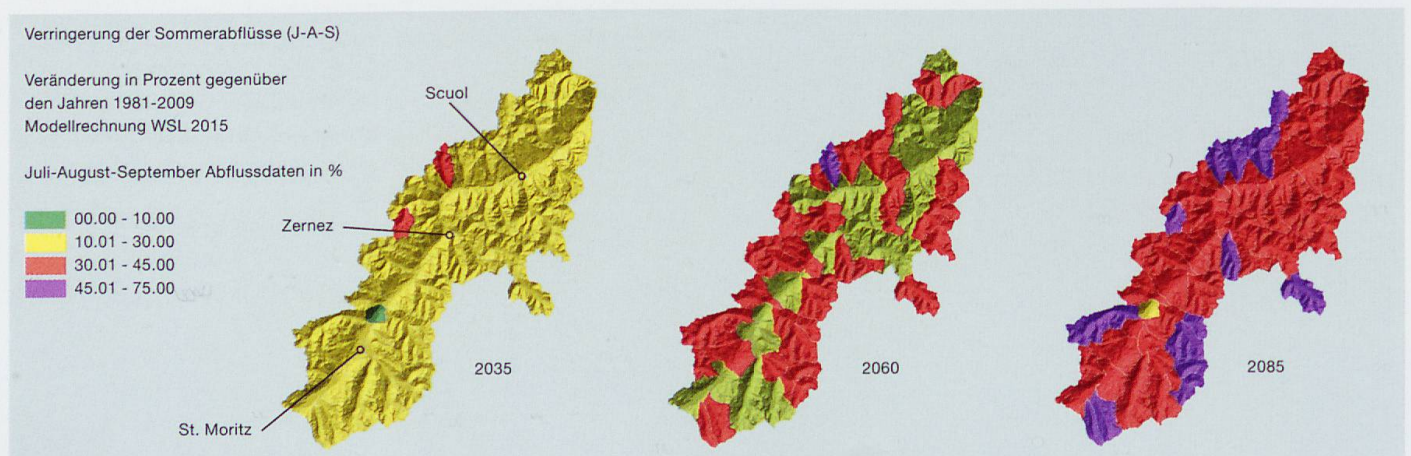 Verringerung der Sommerabflüsse (J-A-S)
Veränderung in Prozent gegenüber
den Jahren 1981-2009
Modellrechnung WSL 2015
Juli-August-September Abflussdaten in %
00.00 - 10.00
10.01 - 30.00
30.01 - 45.00
45.01 - 75.00
Scuol
Zernez
St. Moritz
2035
2060
2085